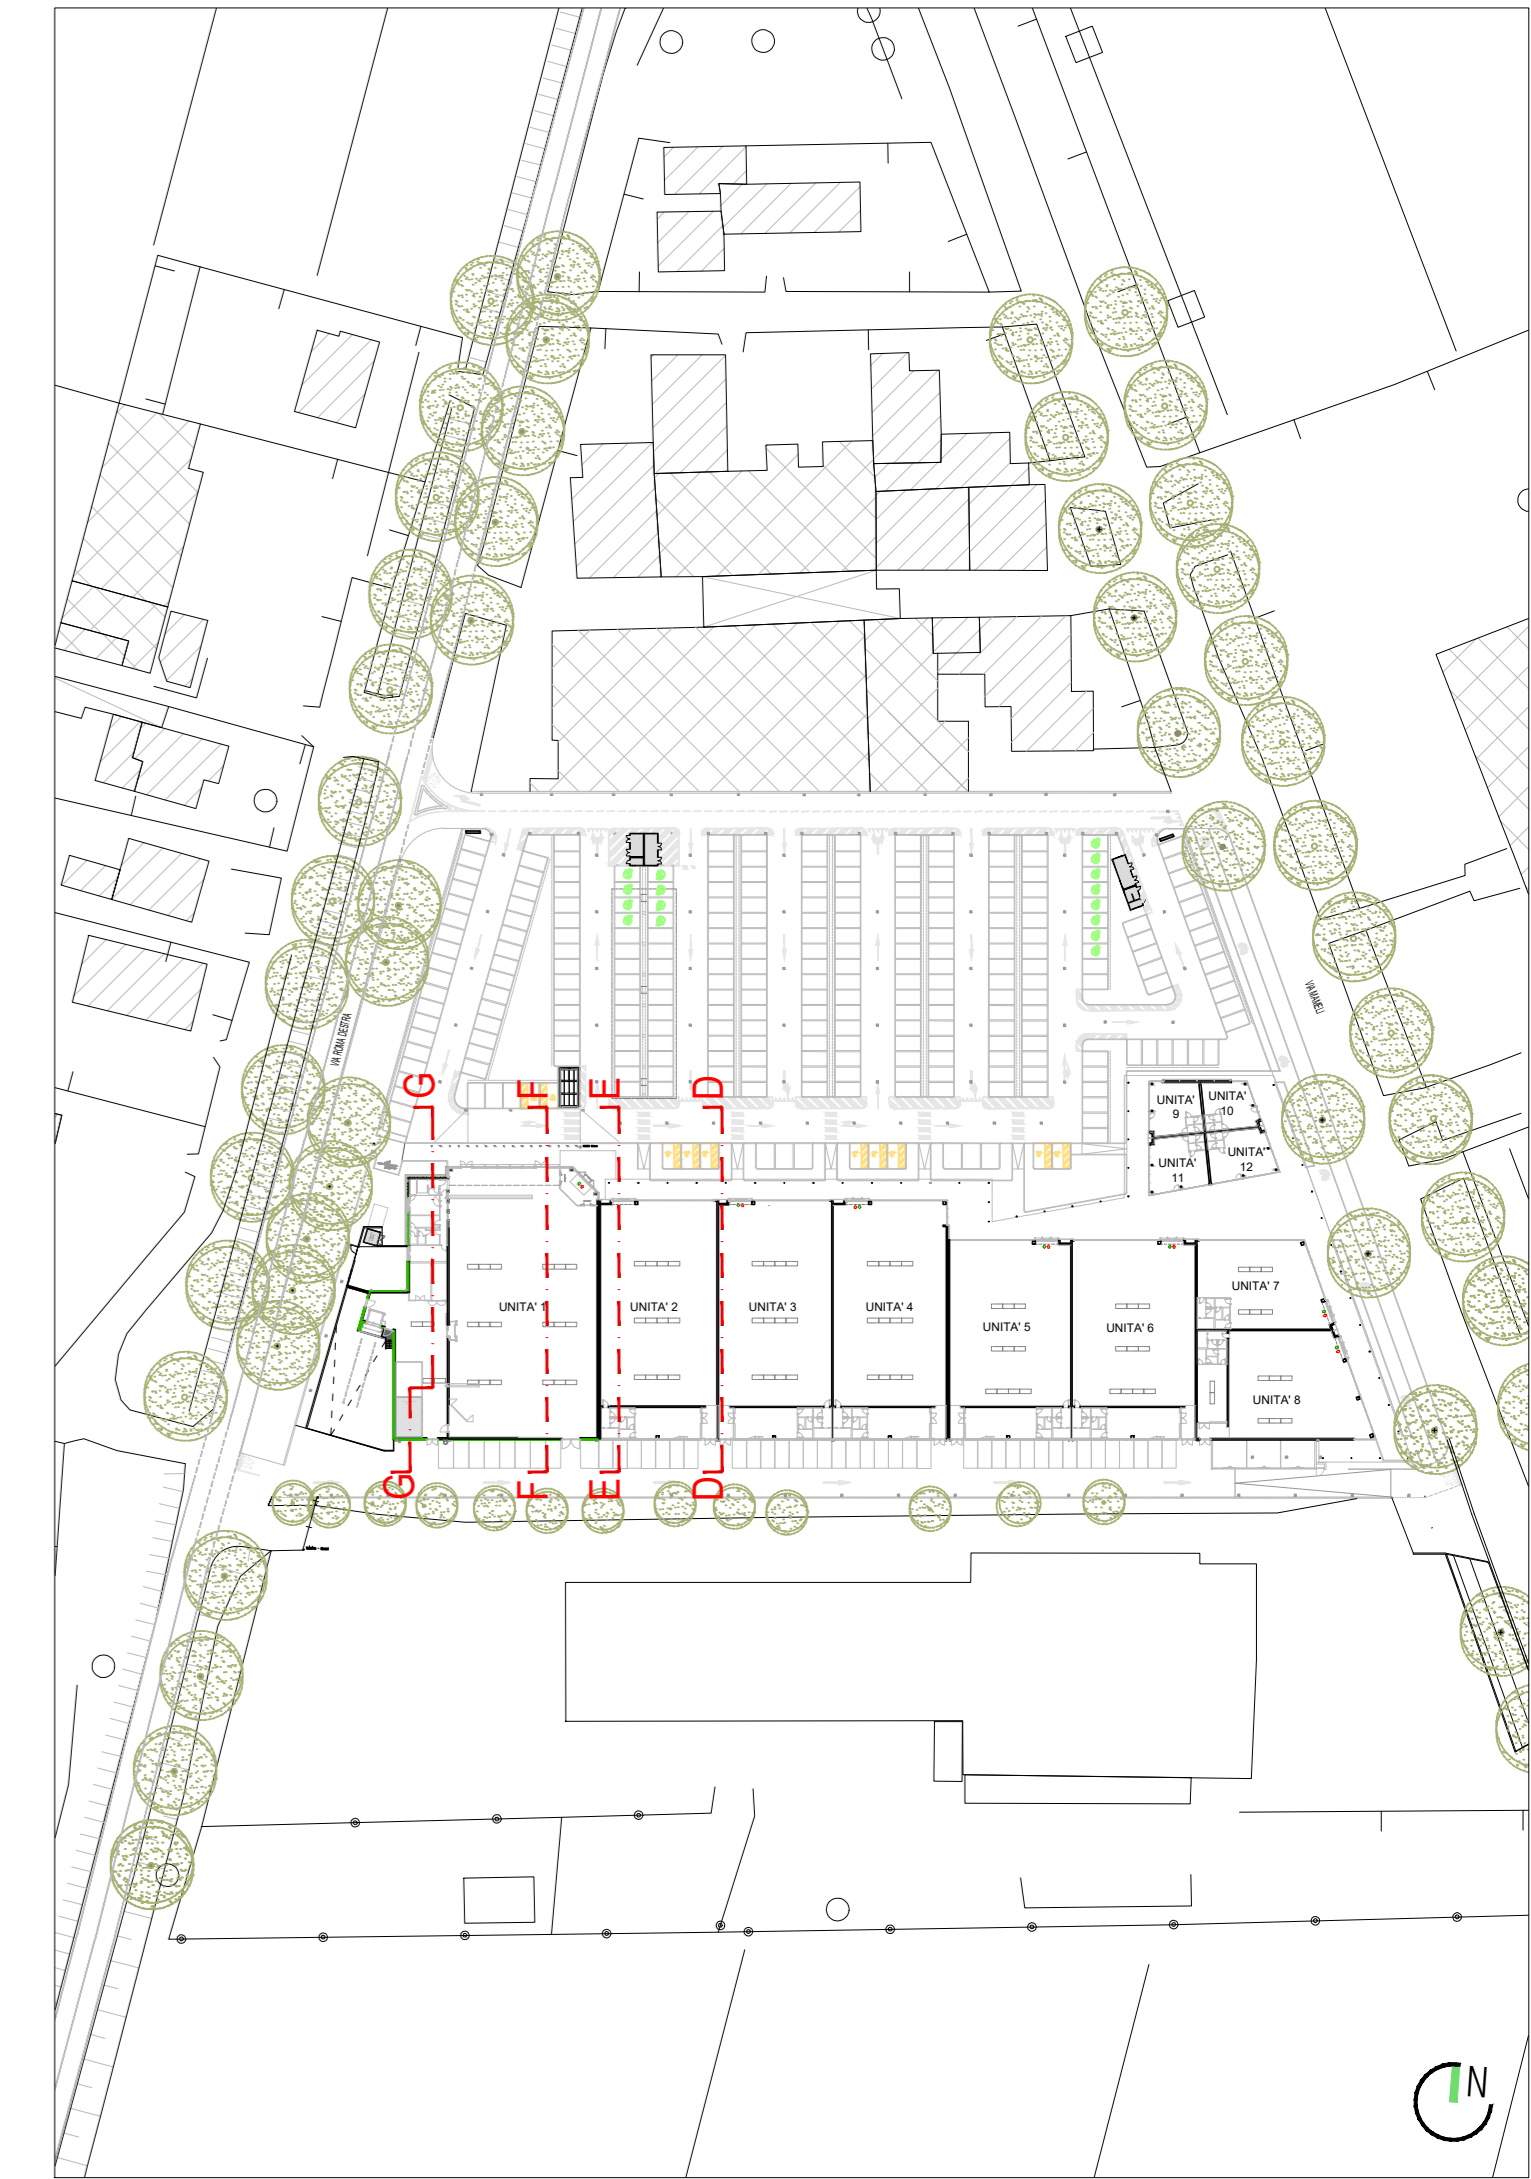 VIA ROMA DESTRA
VIA MAMELI
G
F
E
D
UNITA'
9
UNITA'
10
UNITA'
11
UNITA'
12
UNITA' 1
UNITA' 2
UNITA' 3
UNITA' 4
UNITA' 5
UNITA' 6
UNITA' 7
UNITA' 8
G
F
E
D
N